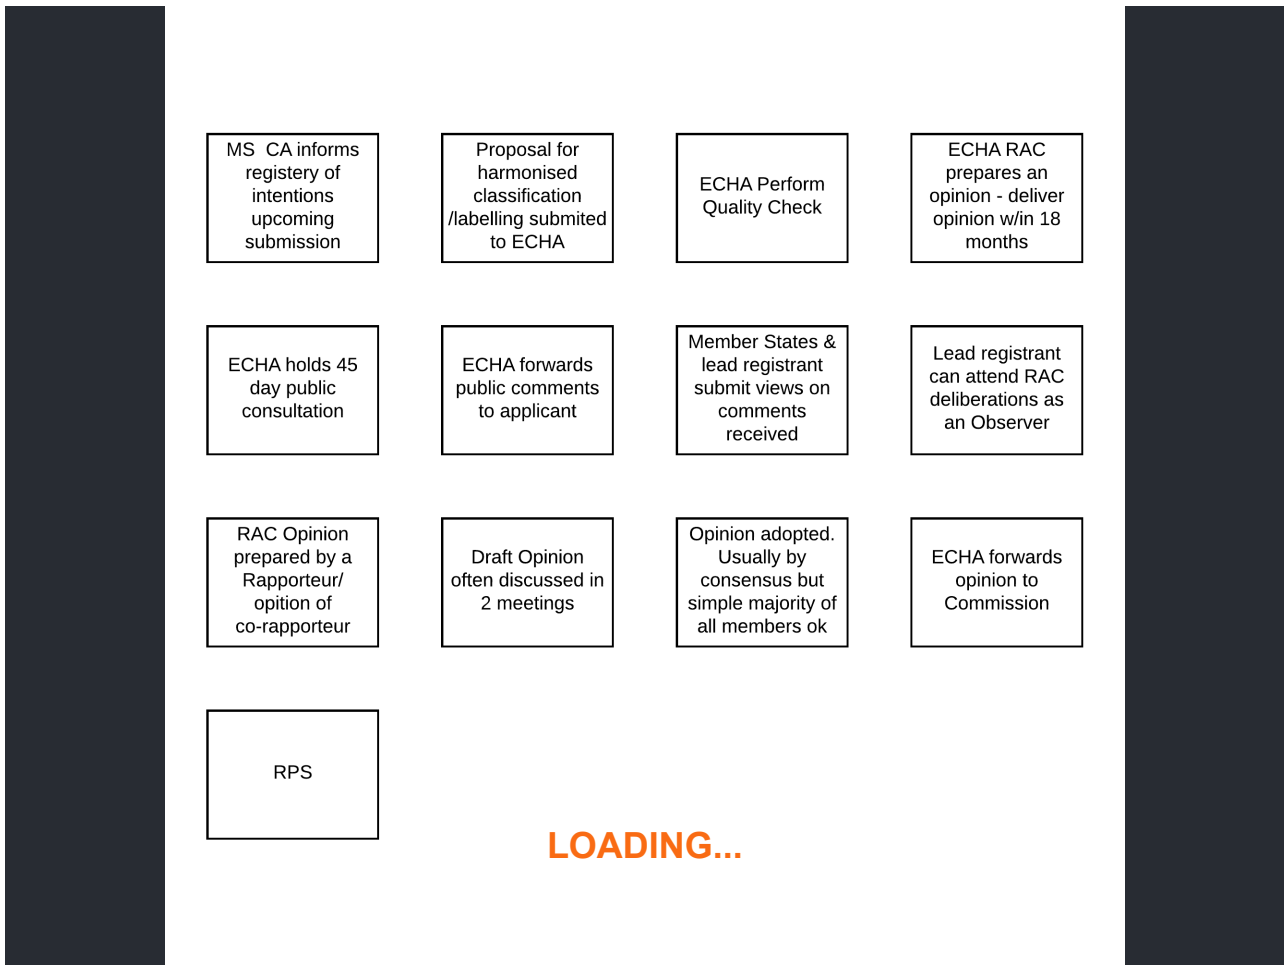 MS  CA informs
registery of
intentions
upcoming
submission
Proposal for
harmonised
classification
/labelling submited
to ECHA
ECHA Perform
Quality Check
ECHA RAC
prepares an
opinion - deliver
opinion w/in 18
months
ECHA holds 45
day public
consultation
ECHA forwards
public comments
to applicant
Member States &
lead registrant
submit views on
comments
received
Lead registrant
can attend RAC
deliberations as
an Observer
RAC Opinion
prepared by a
Rapporteur/
opition of
co-rapporteur
Draft Opinion
often discussed in
2 meetings
Opinion adopted.
Usually by
consensus but
simple majority of
all members ok
ECHA forwards
opinion to
Commission
RPS
LOADING...